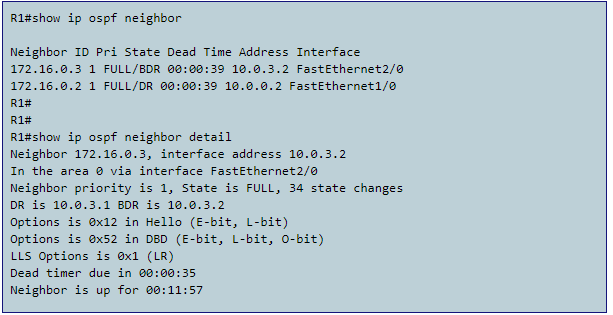 R1#show ip ospf neighbor
Neighbor ID Pri State Dead Time Address Interface
172.16.0.3 1 FULL/BDR 00:00:39 10.0.3.2 FastEthernet2/0
172.16.0.2 1 FULL/DR 00:00:39 10.0.0.2 FastEthernet1/0
R1#
R1#
R1#show ip ospf neighbor detail
Neighbor 172.16.0.3, interface address 10.0.3.2
In the area 0 via interface FastEthernet2/0
Neighbor priority is 1, State is FULL, 34 state changes
DR is 10.0.3.1 BDR is 10.0.3.2
Options is 0x12 in Hello (E-bit, L-bit)
Options is 0x52 in DBD (E-bit, L-bit, O-bit)
LLS Options is 0x1 (LR)
Dead timer due in 00:00:35
Neighbor is up for 00:11:57